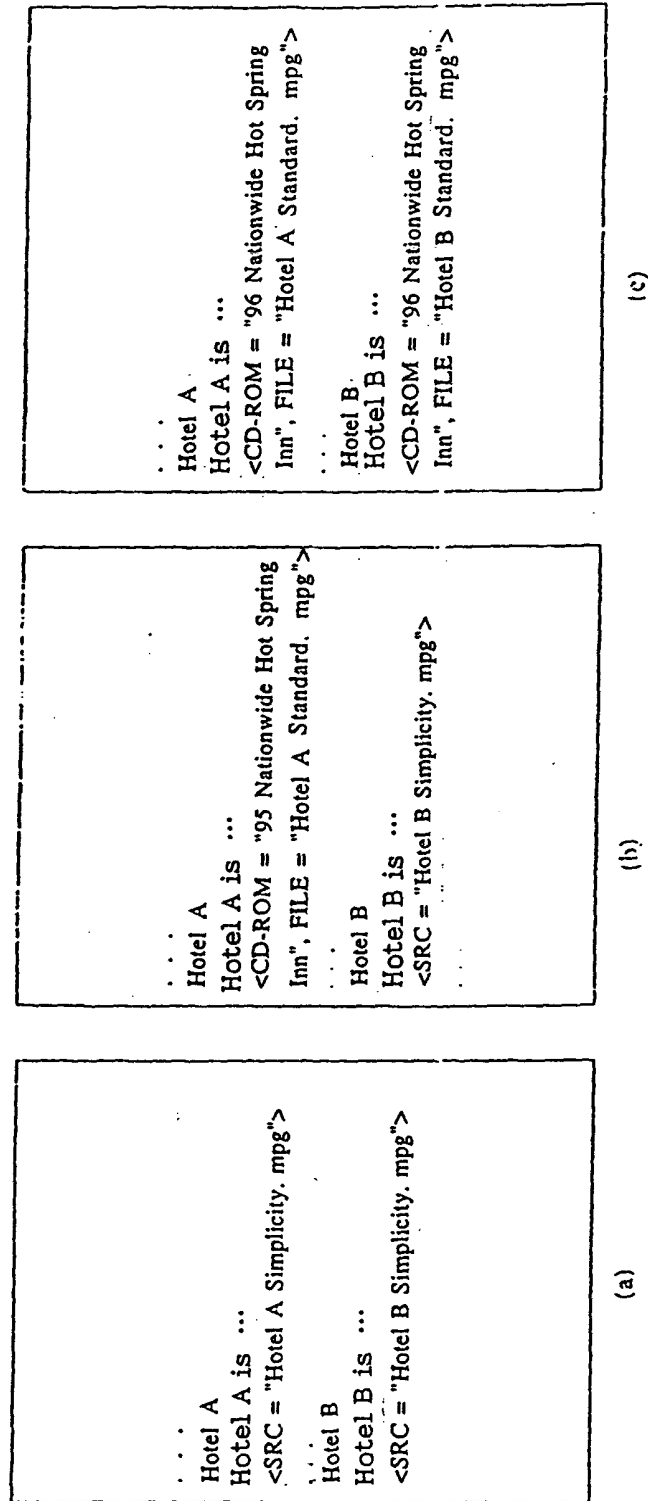 . . .
Hotel A
Hotel A is ...
<SRC = "Hotel A Simplicity. mpg">
. . .
Hotel B
Hotel B is ...
<SRC = "Hotel B Simplicity. mpg">
(a)
. . .
Hotel A
Hotel A is ...
<CD-ROM = "95 Nationwide Hot Spring
Inn", FILE = "Hotel A Standard. mpg">
. . .
Hotel B
Hotel B is ...
<SRC = "Hotel B Simplicity. mpg">
. . .
(b)
. . .
Hotel A
Hotel A is ...
<CD-ROM = "96 Nationwide Hot Spring
Inn", FILE = "Hotel A Standard. mpg">
. . .
Hotel B
Hotel B is ...
<CD-ROM = "96 Nationwide Hot Spring
Inn", FILE = "Hotel B Standard. mpg">
(c)